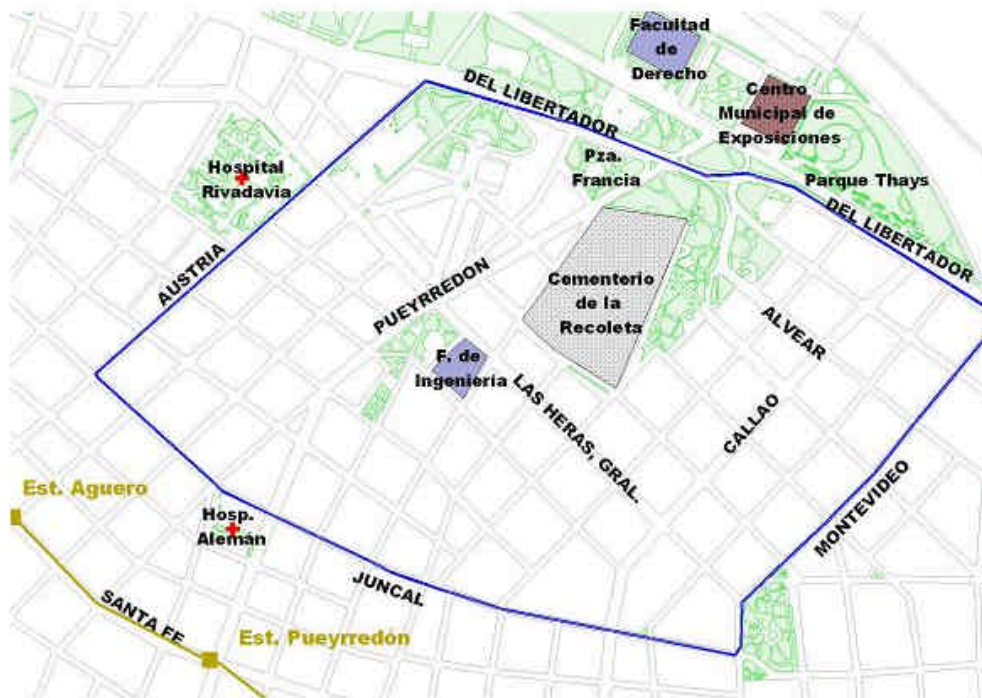 Facultad
de
Derecho
DEL LIBERTADOR
Centro
Municipal de
Exposiciones
Hospital
Rivadavia
Pza.
Francia
Parque Thays
DEL LIBERTADOR
AUSTRIA
PUEYRREDON
Cementerio
de la
Recoleta
ALVEAR
F. de
Ingeniería
LAS HERAS, GRAL.
CALLAO
MONTEVIDEO
Est. Aguero
Hosp.
Alemán
JUNCAL
SANTA FE
Est. Pueyrredón